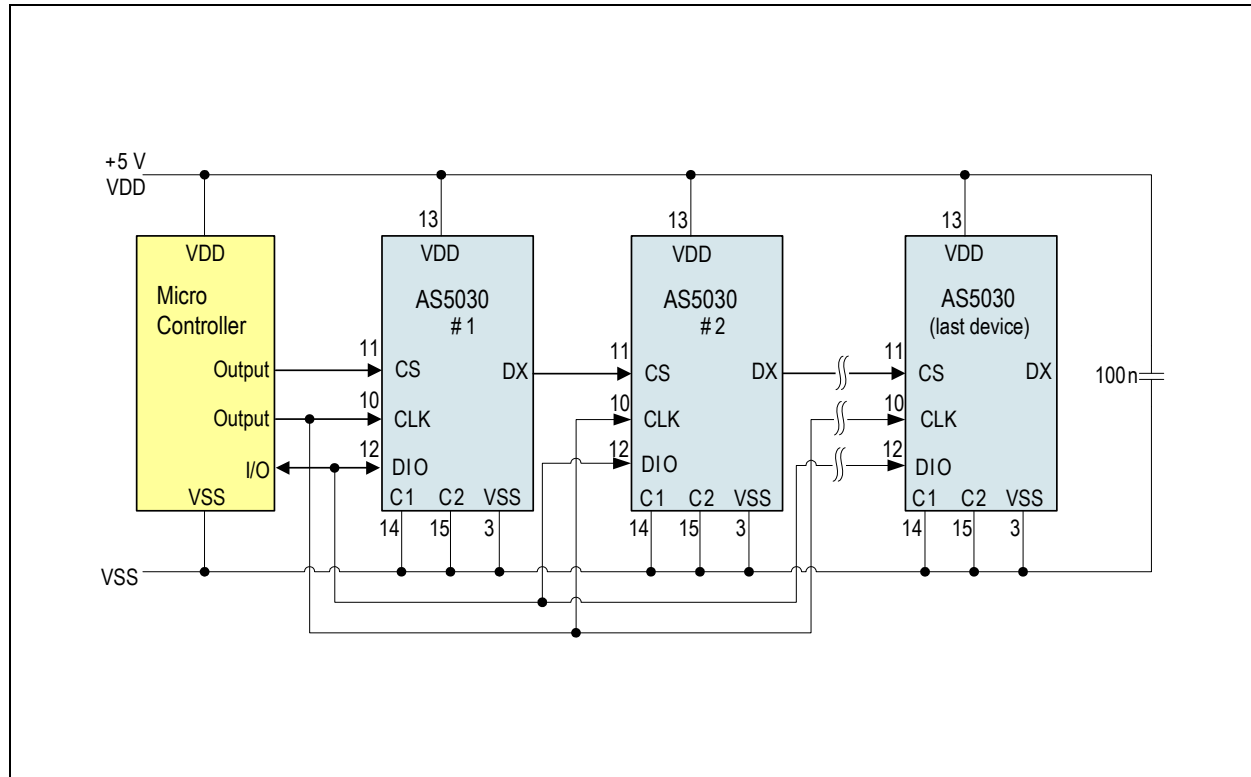 +5 V
VDD
13
13
13
VDD
VDD
VDD
VDD
Micro
Controller
AS5030
#1
AS5030
#2
AS5030
(last device)
Output
11
CS
DX
11
CS
DX
11
CS
DX
100n
Output
10
CLK
10
CLK
10
CLK
I/O
12
DIO
12
DIO
12
DIO
VSS
C1
C2
VSS
C1
C2
VSS
C1
C2
VSS
14
15
3
14
15
3
14
15
3
VSS